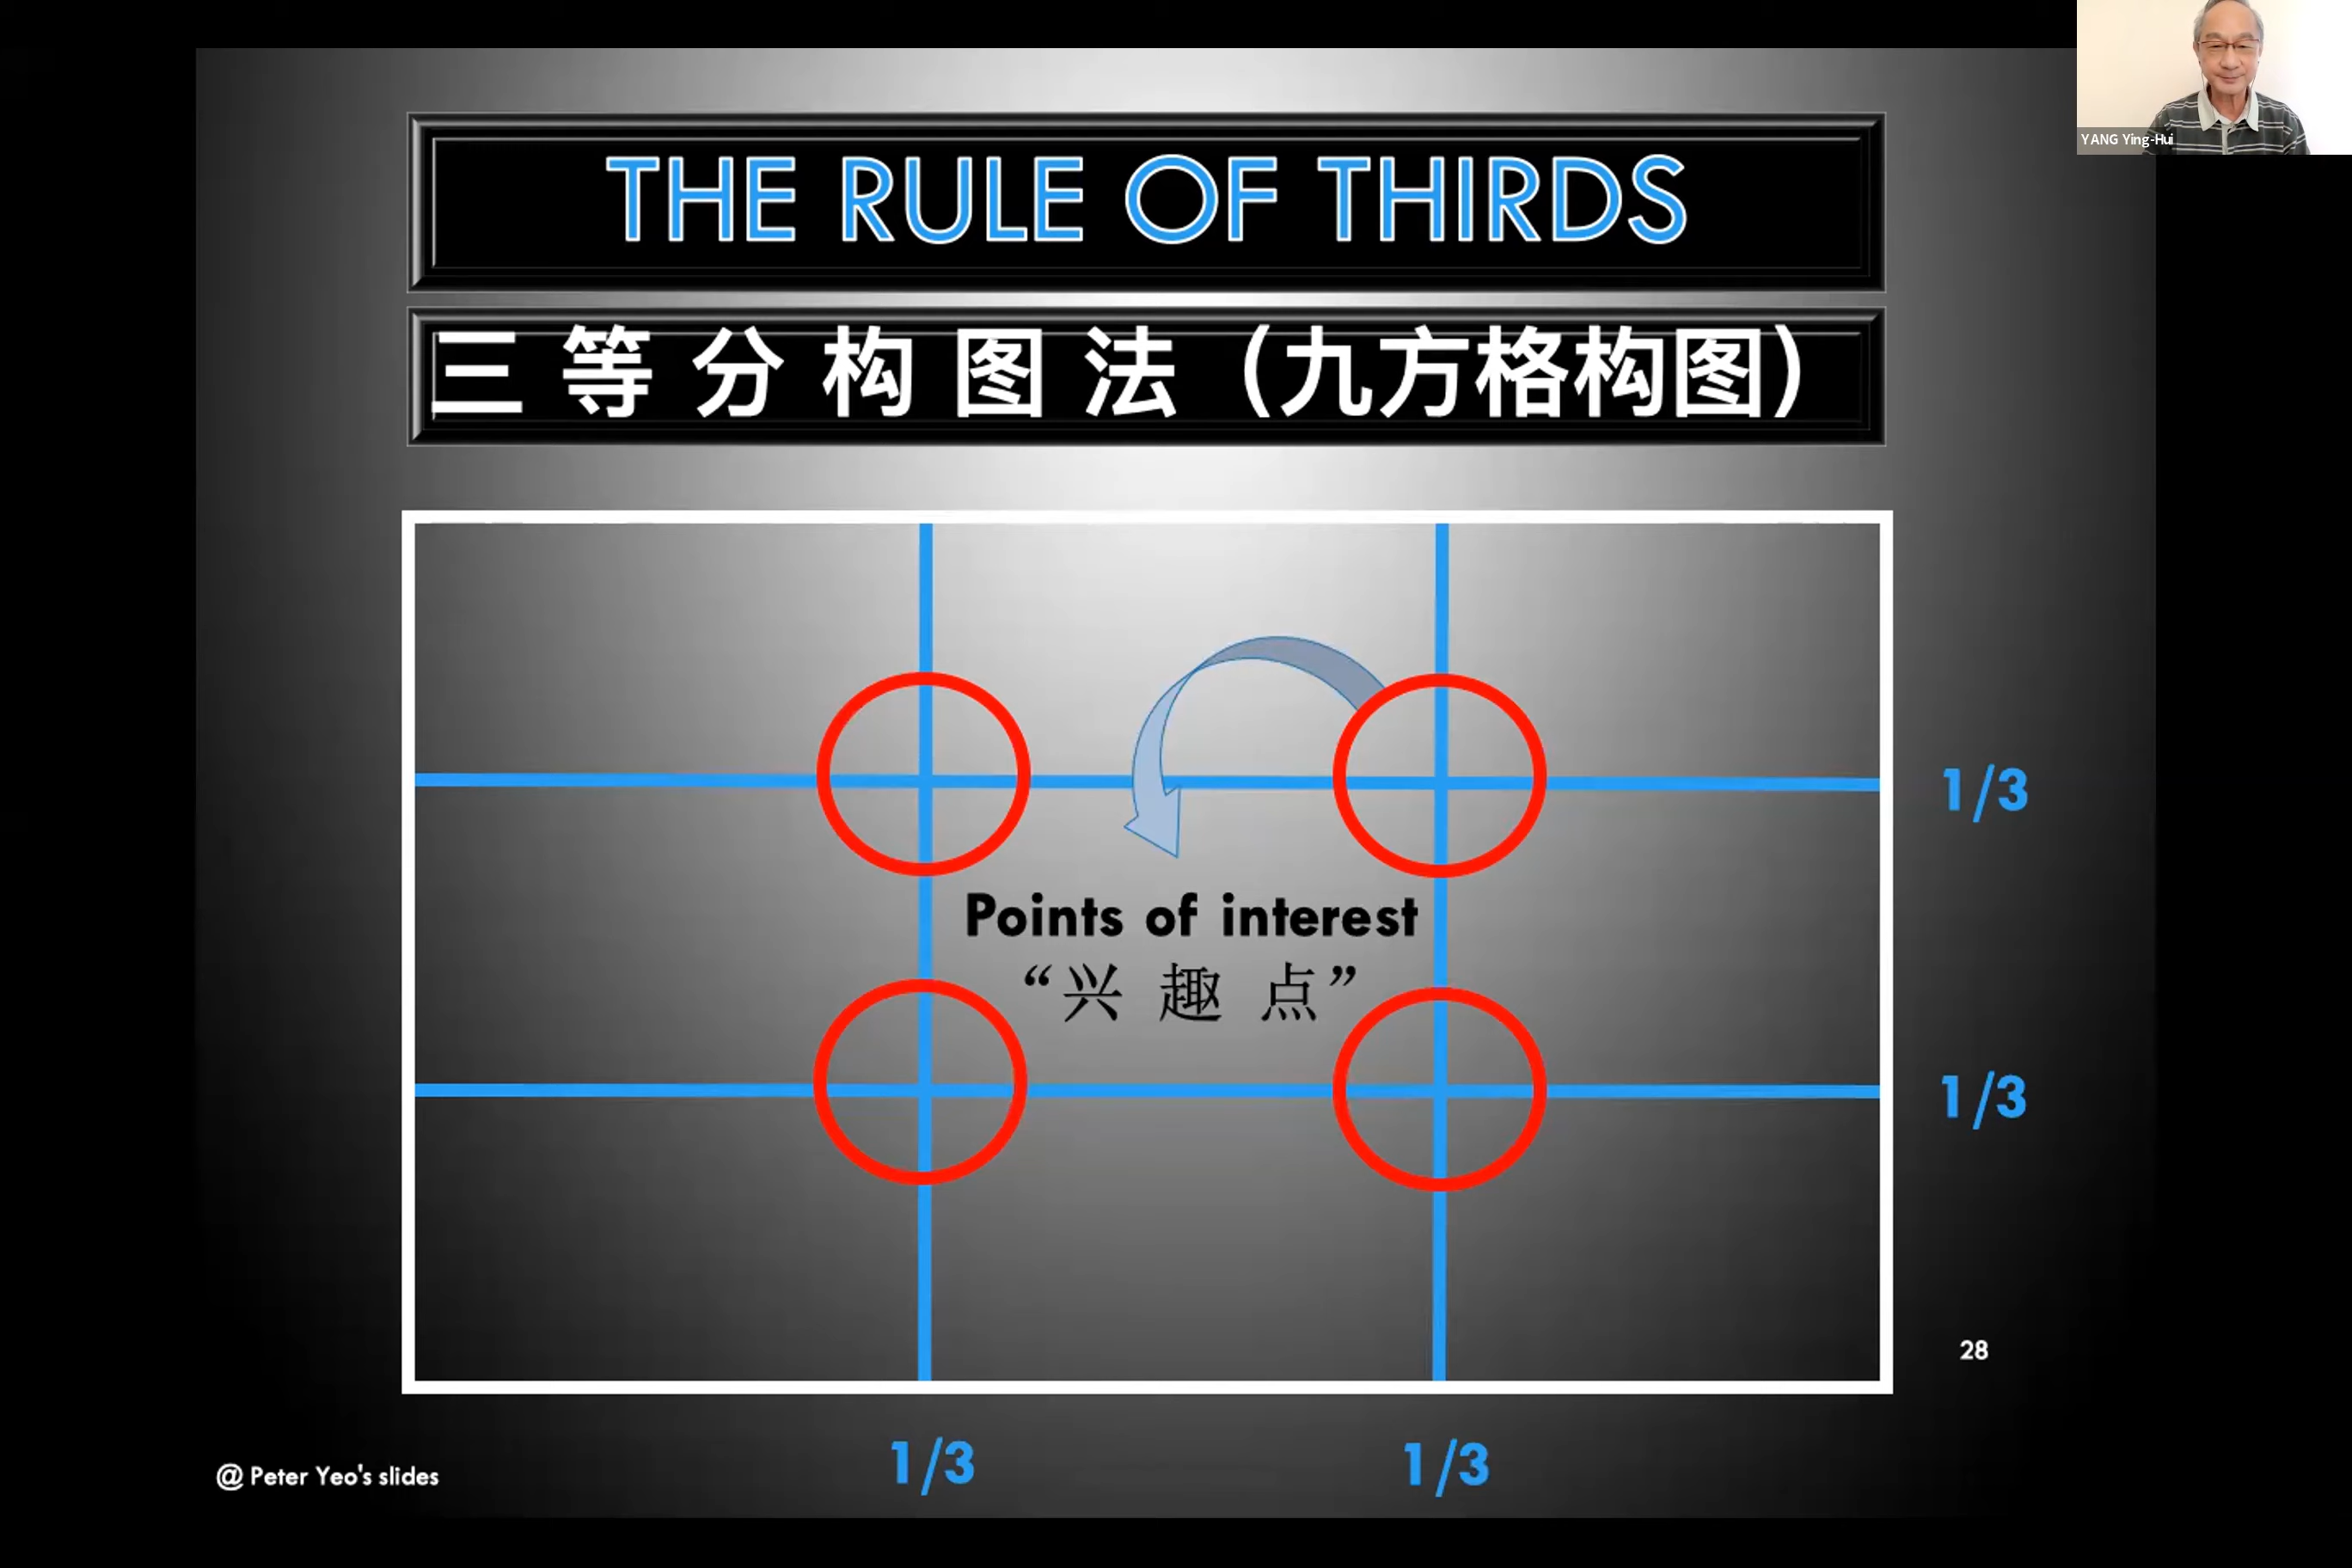 YANG Ying-Hui
THE RULE OF THIRDS
三等分构图法（九方格构图）
1/3
Points of interest
“兴趣点”
1/3
28
1/3 1/3
@ Peter Yeo's slides